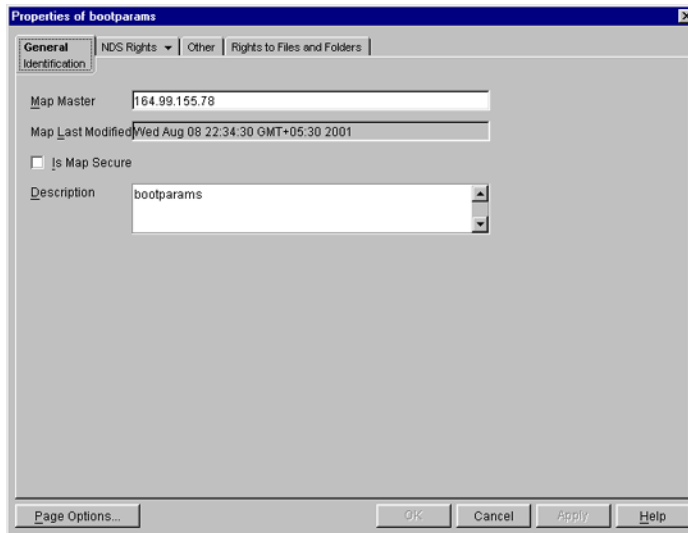 Properties of bootparams
General NDS Rights Other Rights to Files and Folders
Identification
Map Master 164.99.155.78
Map Last Modified Wed Aug 08 22:34:30 GMT+05:30 2001
Is Map Secure
Description bootparams
Page Options... OK Cancel Apply Help